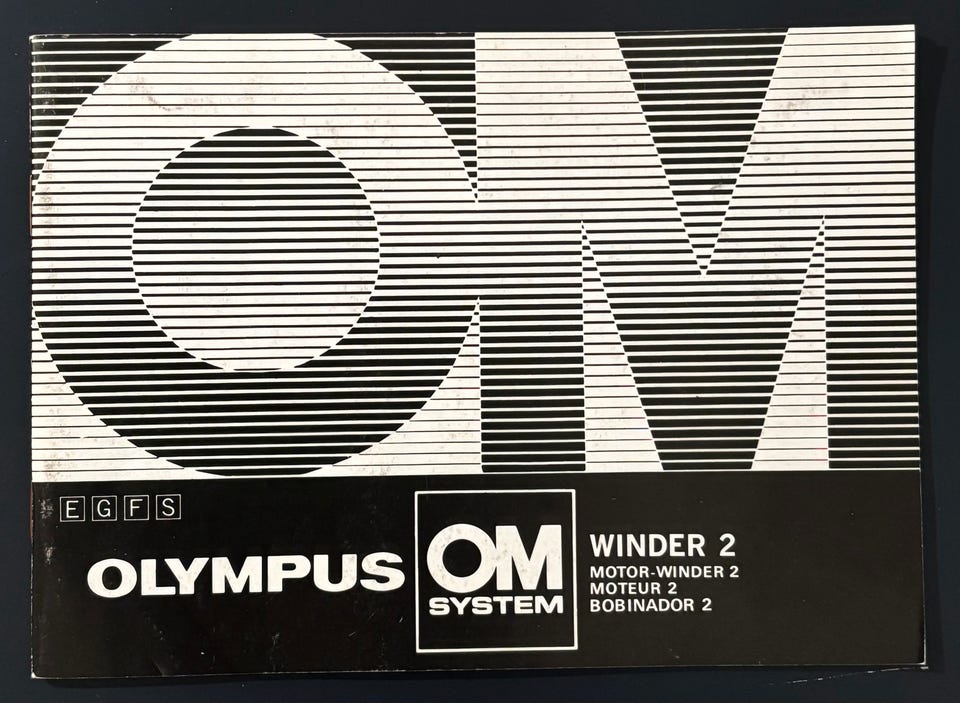 OM
E G F S
OLYMPUS
OM
SYSTEM
WINDER 2
MOTOR-WINDER 2
MOTEUR 2
BOBINADOR 2